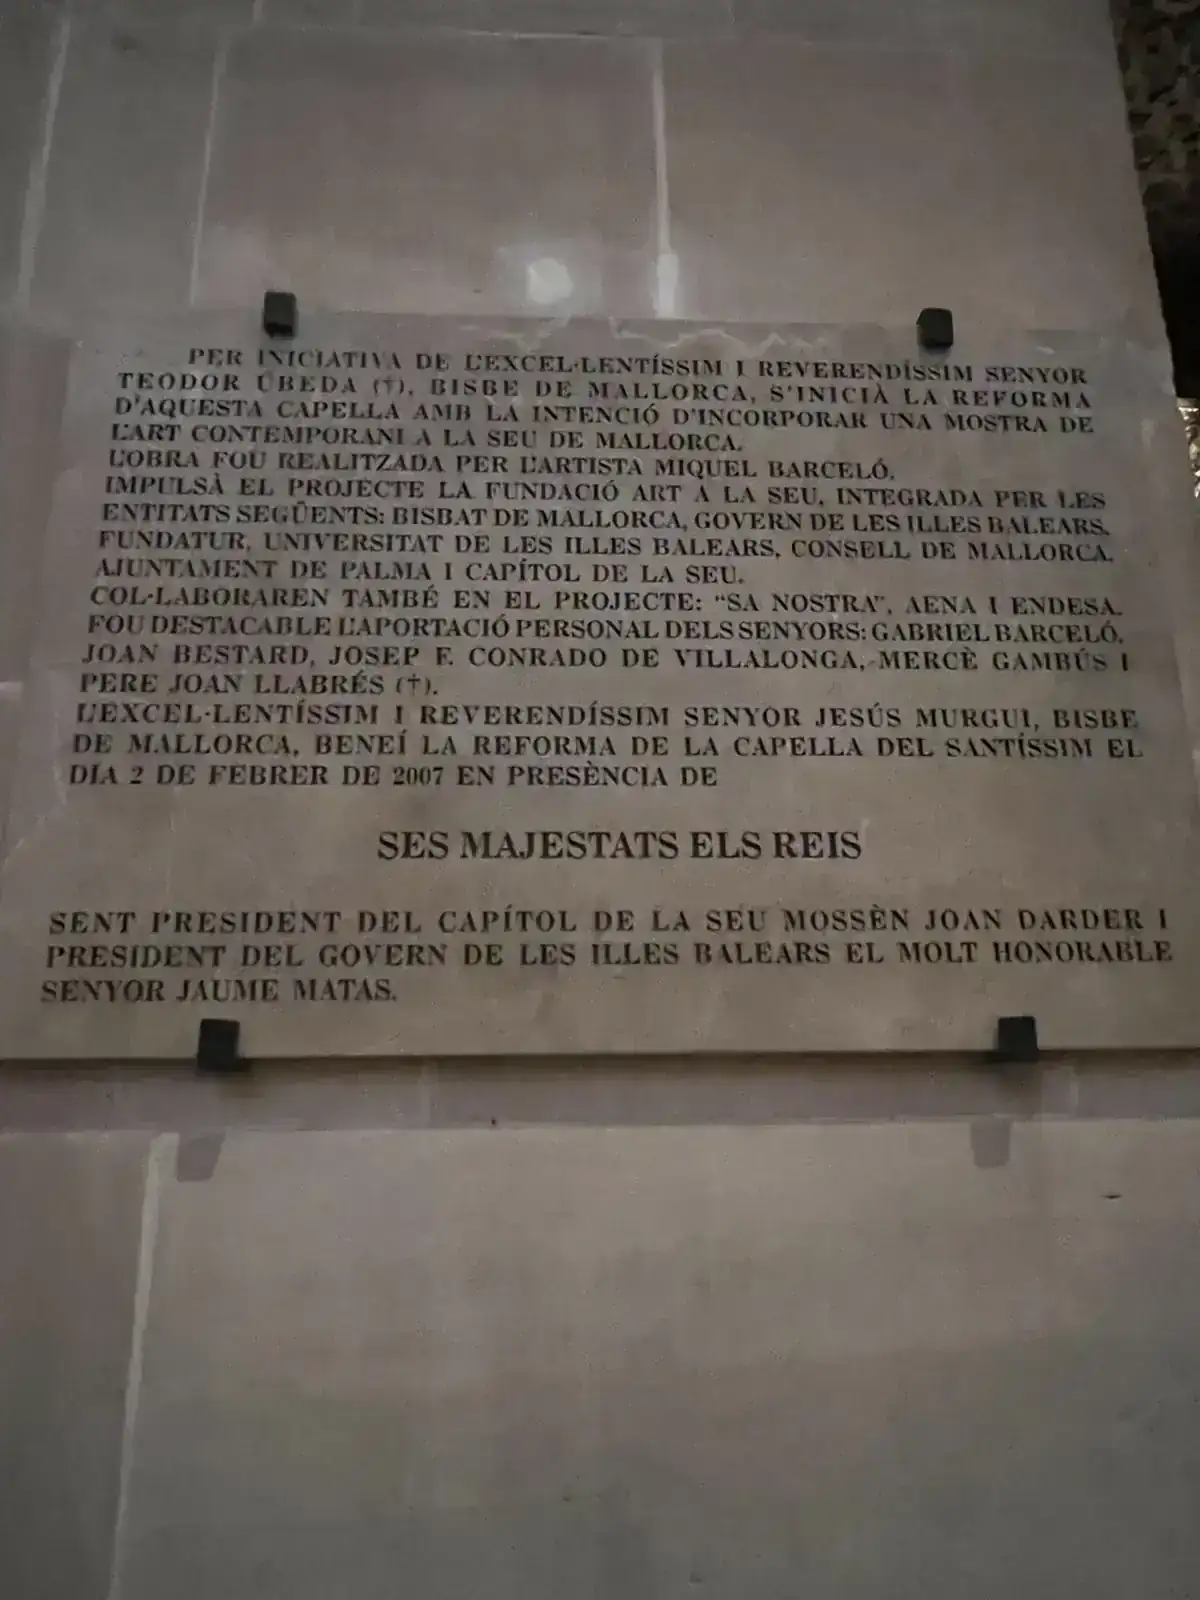 PER INICIATIVA DE L'EXCEL·LENTÍSSIM I REVERENDÍSSIM SENYOR
TEODOR ÚBEDA (†), BISBE DE MALLORCA, S'INICIÀ LA REFORMA
D'AQUESTA CAPELLA AMB LA INTENCIÓ D'INCORPORAR UNA MOSTRA DE
L'ART CONTEMPORANI A LA SEU DE MALLORCA.
L'OBRA FOU REALITZADA PER L'ARTISTA MIQUEL BARCELÓ.
IMPULSÀ EL PROJECTE LA FUNDACIÓ ART A LA SEU, INTEGRADA PER LES
ENTITATS SEGÜENTS: BISBAT DE MALLORCA, GOVERN DE LES ILLES BALEARS,
FUNDATUR, UNIVERSITAT DE LES ILLES BALEARS, CONSELL DE MALLORCA,
AJUNTAMENT DE PALMA I CAPÍTOL DE LA SEU.
COL·LABORAREN TAMBÉ EN EL PROJECTE: "SA NOSTRA", AENA I ENDESA.
FOU DESTACABLE L'APORTACIÓ PERSONAL DELS SENYORS: GABRIEL BARCELÓ,
JOAN BESTARD, JOSEP F. CONRADO DE VILLALONGA, MERCÈ GAMBÚS I
PERE JOAN LLABRÉS (†).
L'EXCEL·LENTÍSSIM I REVERENDÍSSIM SENYOR JESÚS MURGUI, BISBE
DE MALLORCA, BENEÍ LA REFORMA DE LA CAPELLA DEL SANTÍSSIM EL
DIA 2 DE FEBRER DE 2007 EN PRESÈNCIA DE
SES MAJESTATS ELS REIS
SENT PRESIDENT DEL CAPÍTOL DE LA SEU MOSSÈN JOAN DARDER I
PRESIDENT DEL GOVERN DE LES ILLES BALEARS EL MOLT HONORABLE
SENYOR JAUME MATAS.